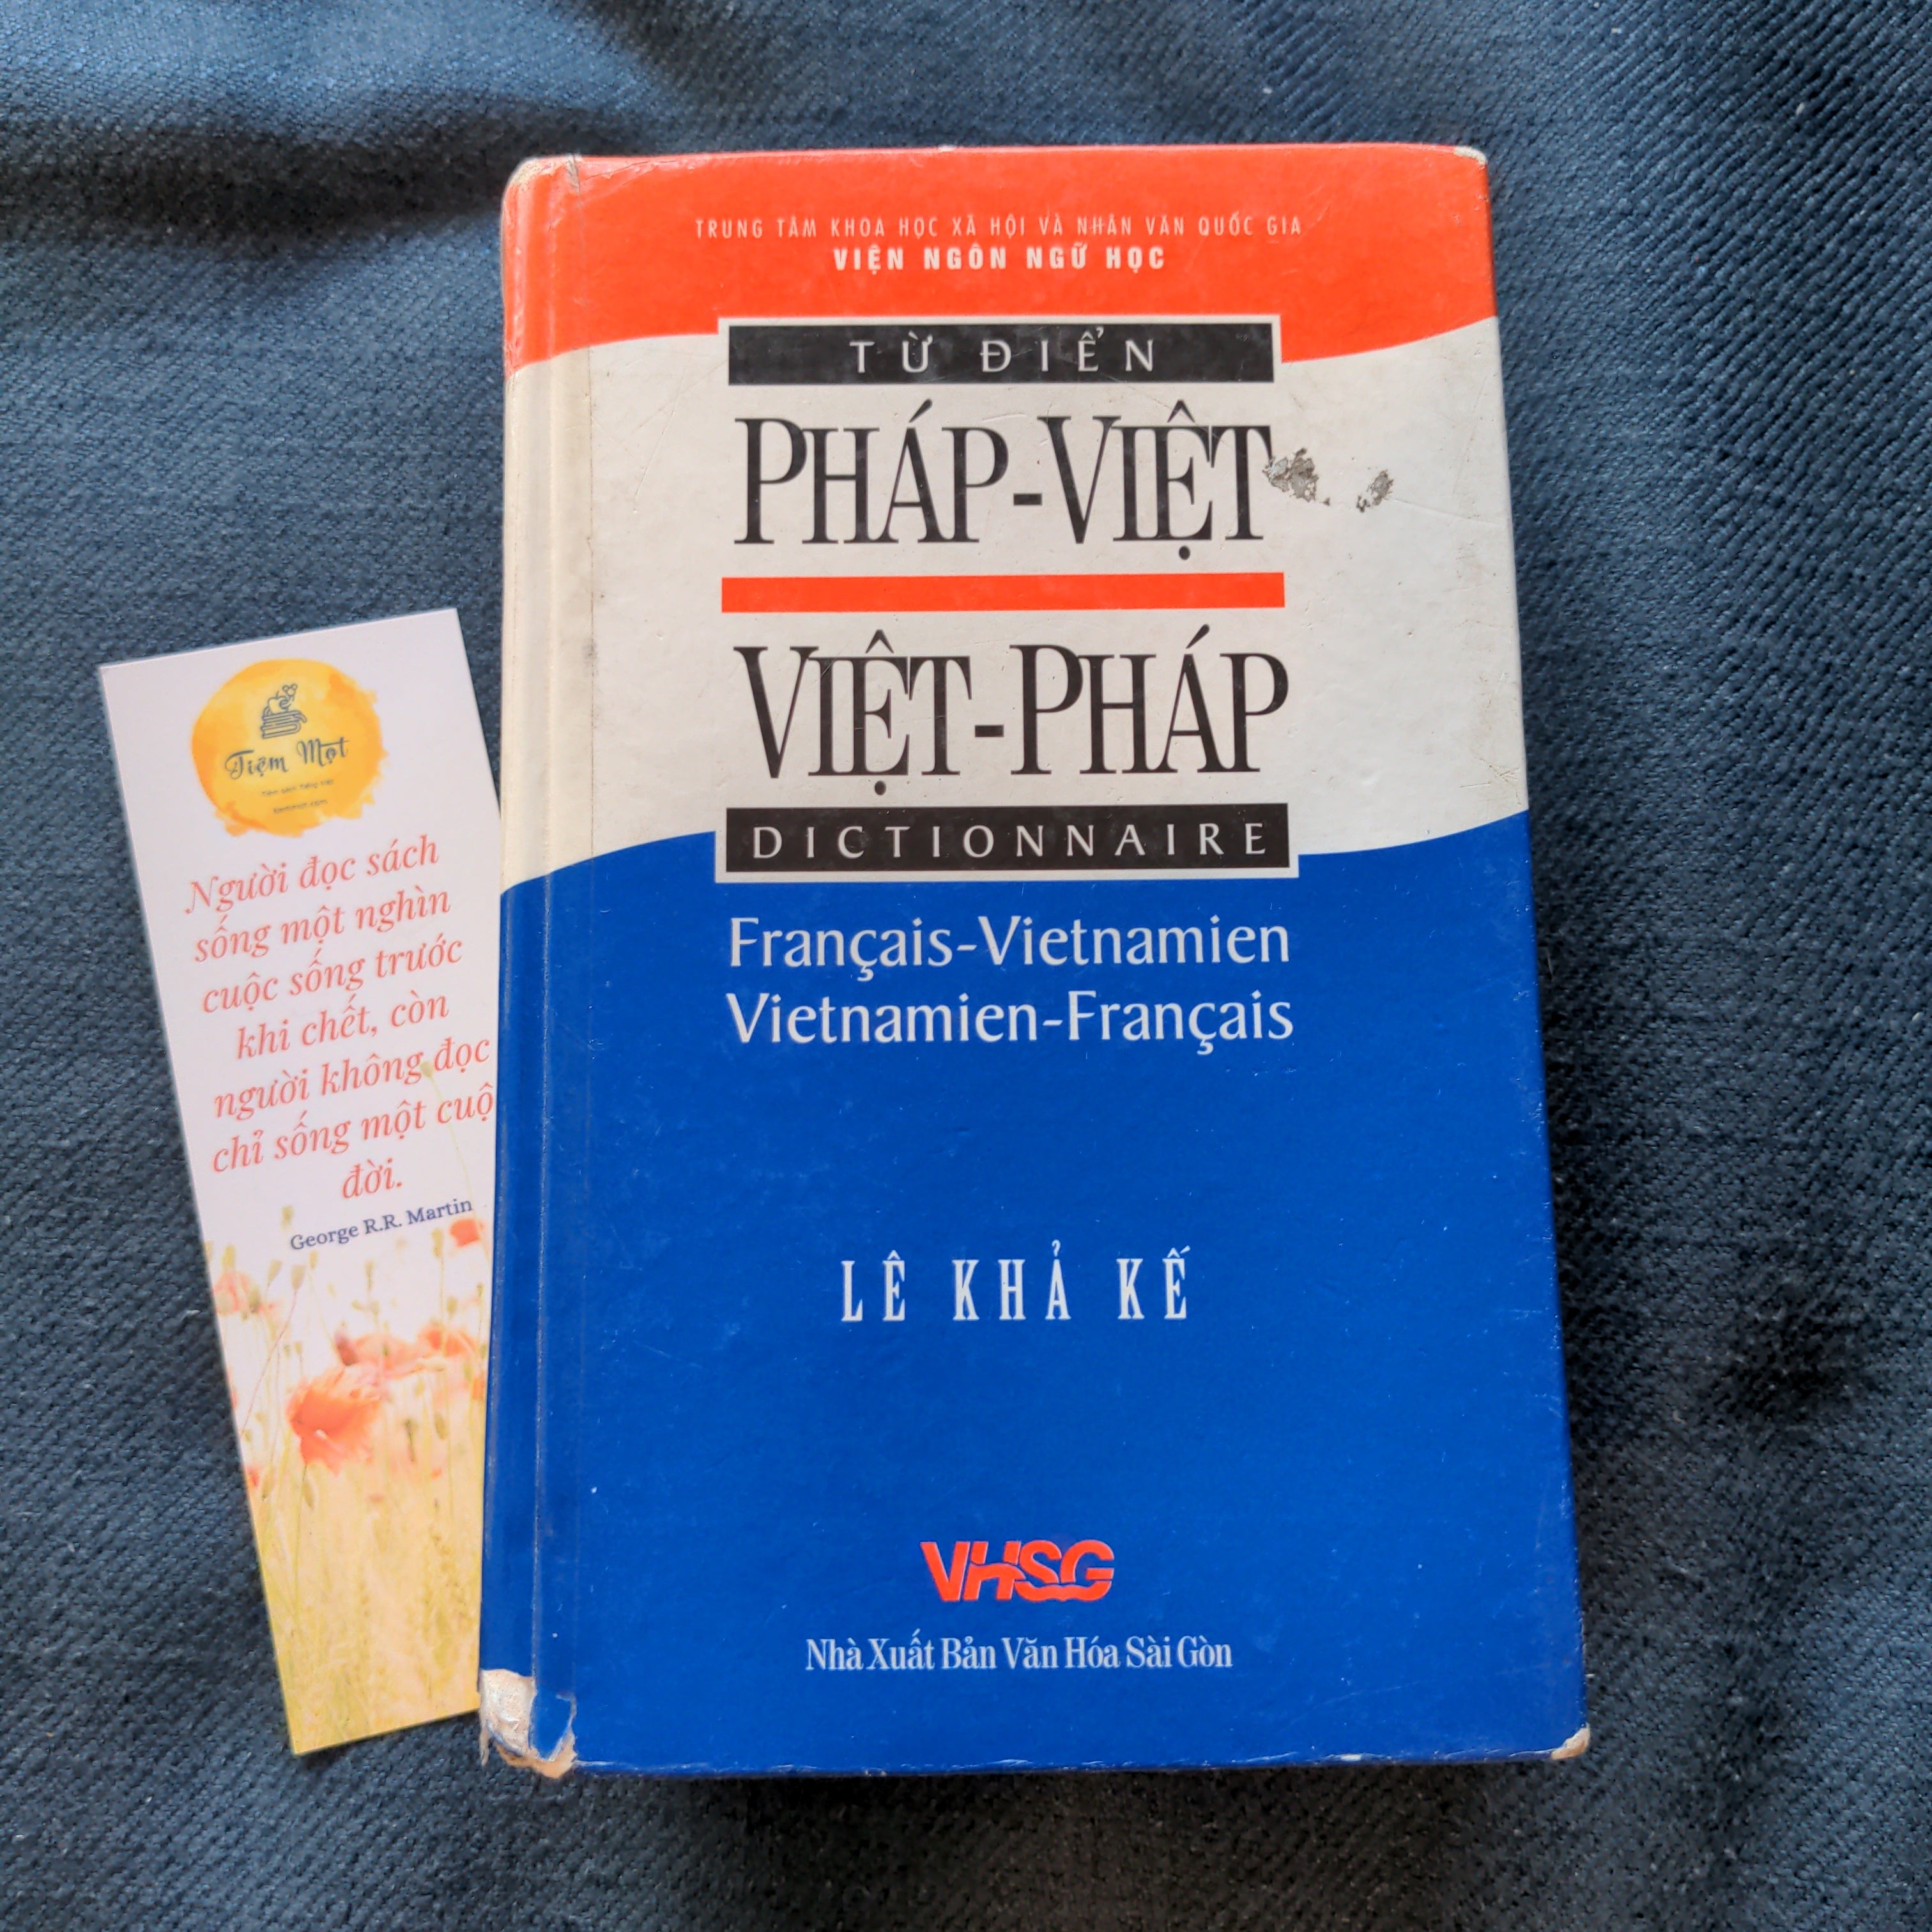 TRUNG TÂM KHOA HỌC XÃ HỘI VÀ NHÂN VĂN QUỐC GIA
VIỆN NGÔN NGỮ HỌC
TỪ ĐIỂN
PHÁP-VIỆT
VIỆT-PHÁP
DICTIONNAIRE
Français-Vietnamien
Vietnamien-Français
LÊ KHẢ KẾ
VHSG
Nhà Xuất Bản Văn Hóa Sài Gòn
Tiệm Mọt
Người đọc sách
sống một nghìn
cuộc sống trước
khi chết, còn
người không đọc
chỉ sống một cuộ
đời.
George R.R. Martin